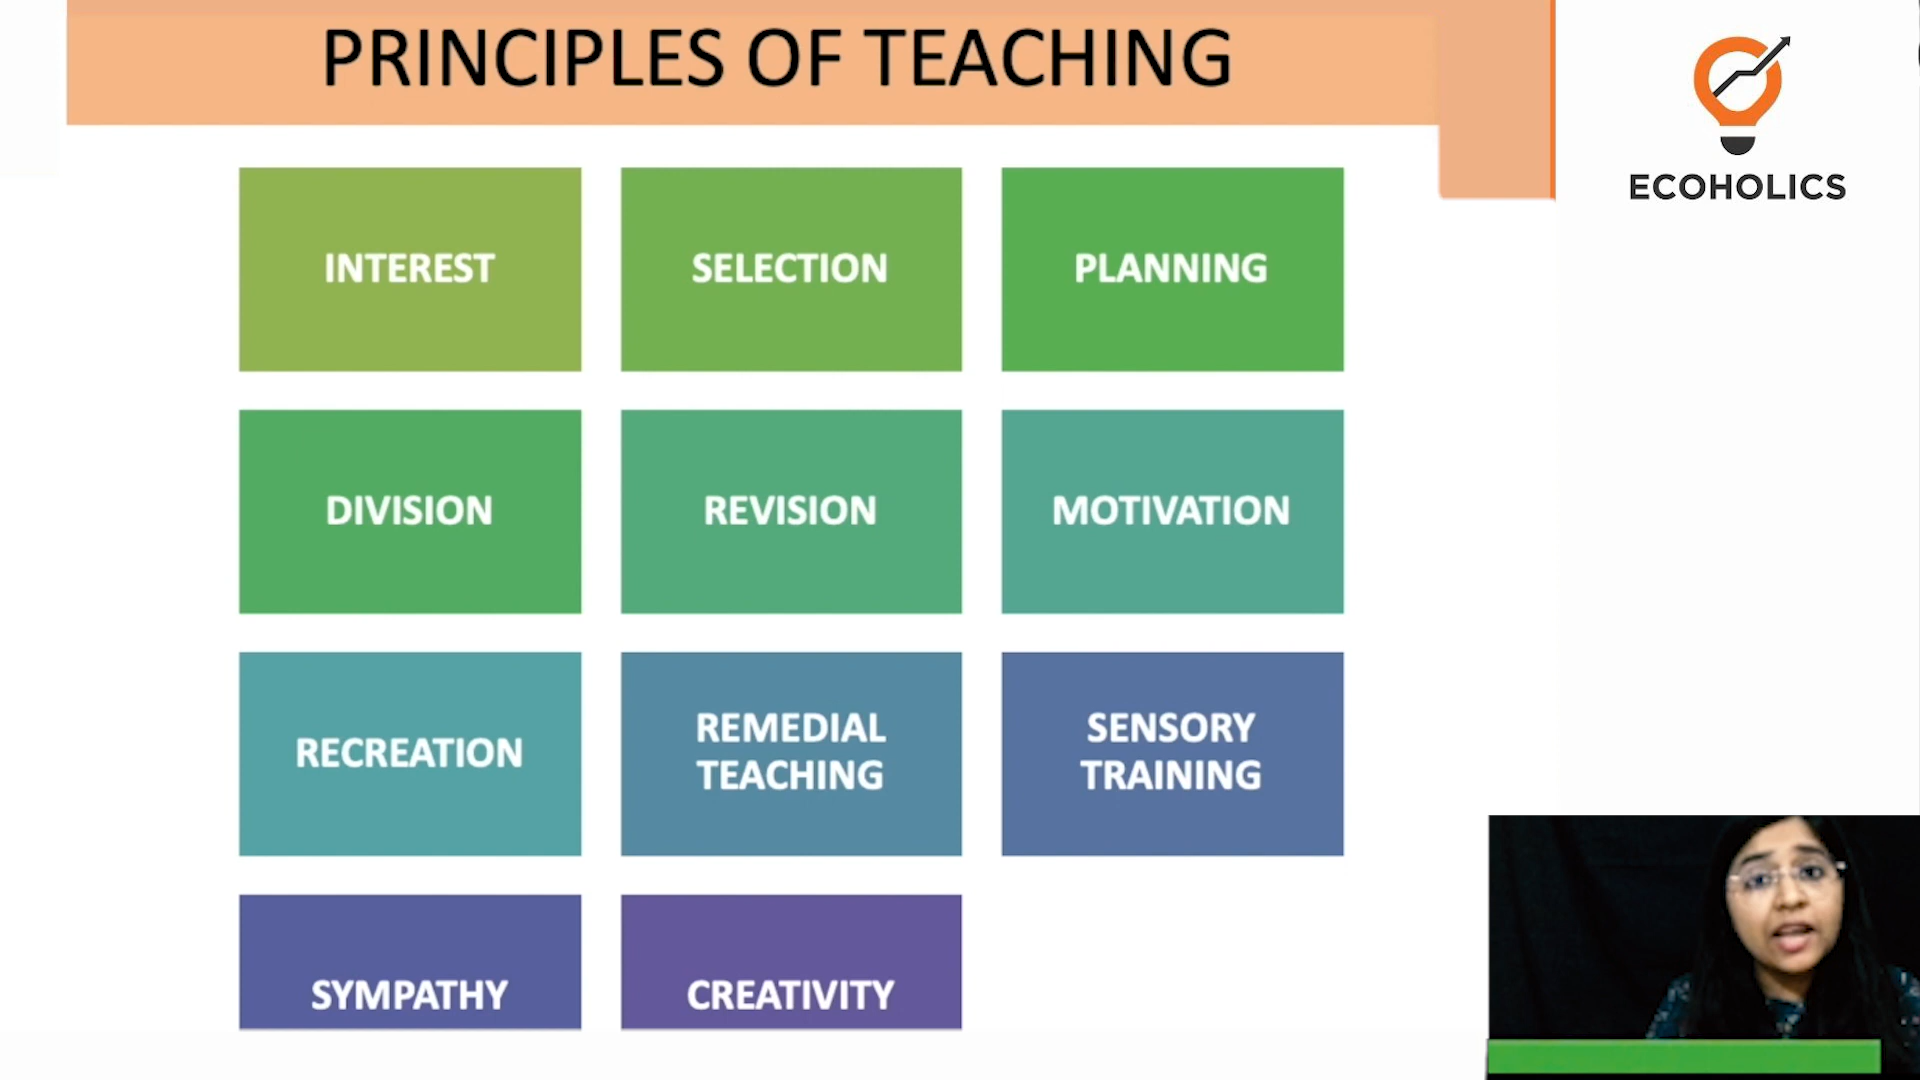 PRINCIPLES OF TEACHING
ECOHOLICS
INTEREST
SELECTION
PLANNING
DIVISION
REVISION
MOTIVATION
RECREATION
REMEDIAL
TEACHING
SENSORY
TRAINING
SYMPATHY
CREATIVITY